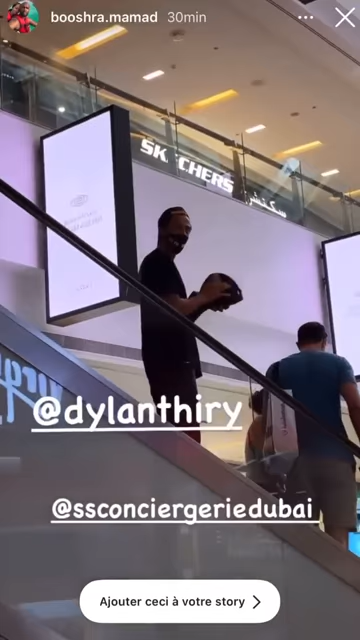 booshra.mamad 30min
SKECHERS سكتشرز
@dylanthiry
@ssconciergeriedubai
Ajouter ceci à votre story